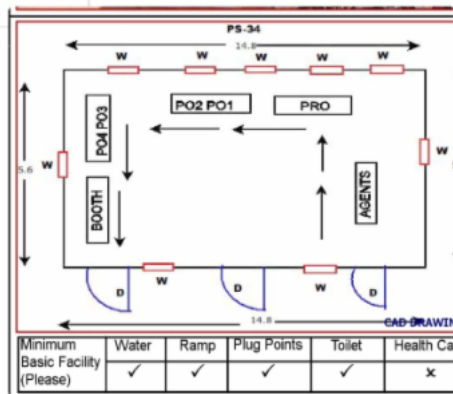 PS-34
14.8
W W W W W
PO2 PO1
PRO
PO4 PO3
W
W
5.6
BOOTH
AGENTS
D W D W D
14.8
CAD DRAWIN
Minimum Basic Facility (Please) Water Ramp Plug Points Toilet Health Ca
✓ ✓ ✓ ✓ x